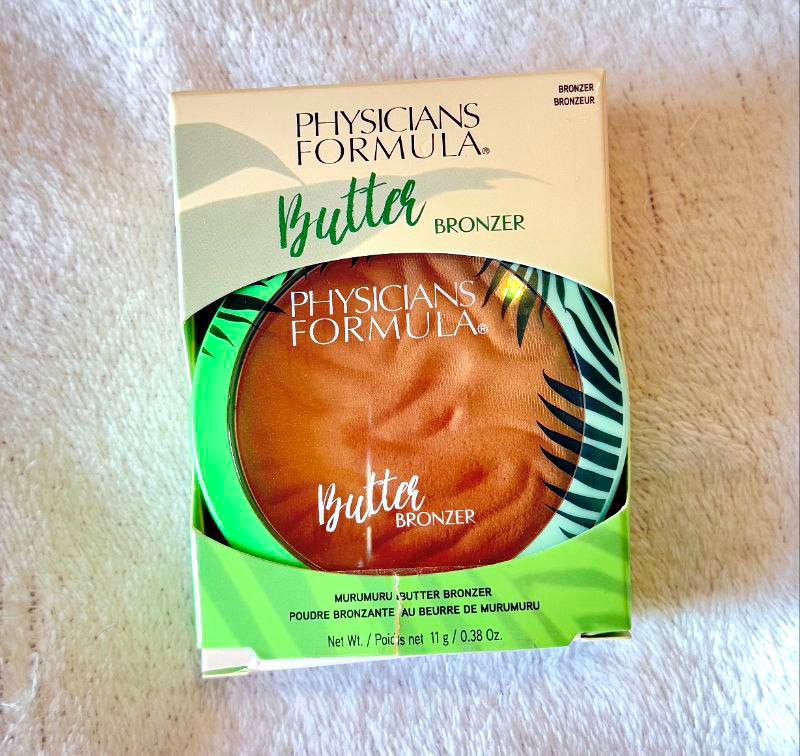 BRONZER
BRONZEUR
PHYSICIANS
FORMULA®
Butter BRONZER
PHYSICIANS
FORMULA®
Butter
BRONZER
MURUMURU BUTTER BRONZER
POUDRE BRONZANTE AU BEURRE DE MURUMURU
Net Wt. / Poids net 11 g / 0.38 Oz.